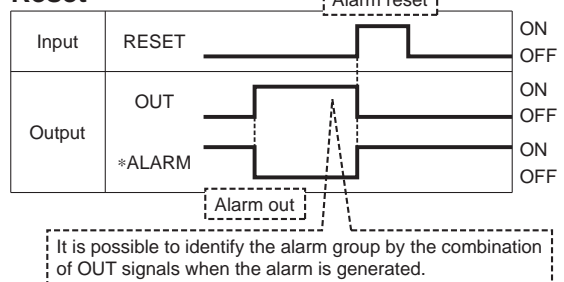 Alarm reset
Input RESET ON
OFF
Output OUT ON
OFF
*ALARM ON
OFF
Alarm out
It is possible to identify the alarm group by the combination
of OUT signals when the alarm is generated.